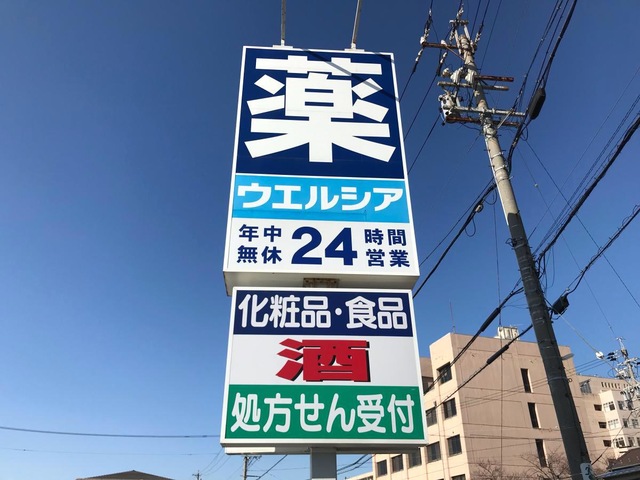 薬
ウエルシア
年中無休 24 時間営業
化粧品・食品
酒
処方せん受付